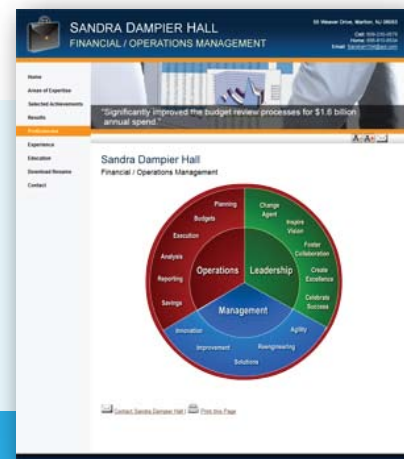 SANDRA DAMPIER HALL
FINANCIAL / OPERATIONS MANAGEMENT
Home
Areas of Expertise
Selected Achievements
Results
Experience
Education
Download Resume
Contact
"Significantly improved the budget review processes for $1.6 billion
annual spend."
Sandra Dampier Hall
Financial / Operations Management
Planning
Budgets
Execution
Analysis
Reporting
Savings
Operations
Change
Agent
Inspire
Vision
Foster
Collaboration
Create
Excellence
Celebrate
Success
Leadership
Management
Innovation
Improvement
Solutions
Reengineering
Agility
Contact Sandra Dampier Hall |
Print this Page